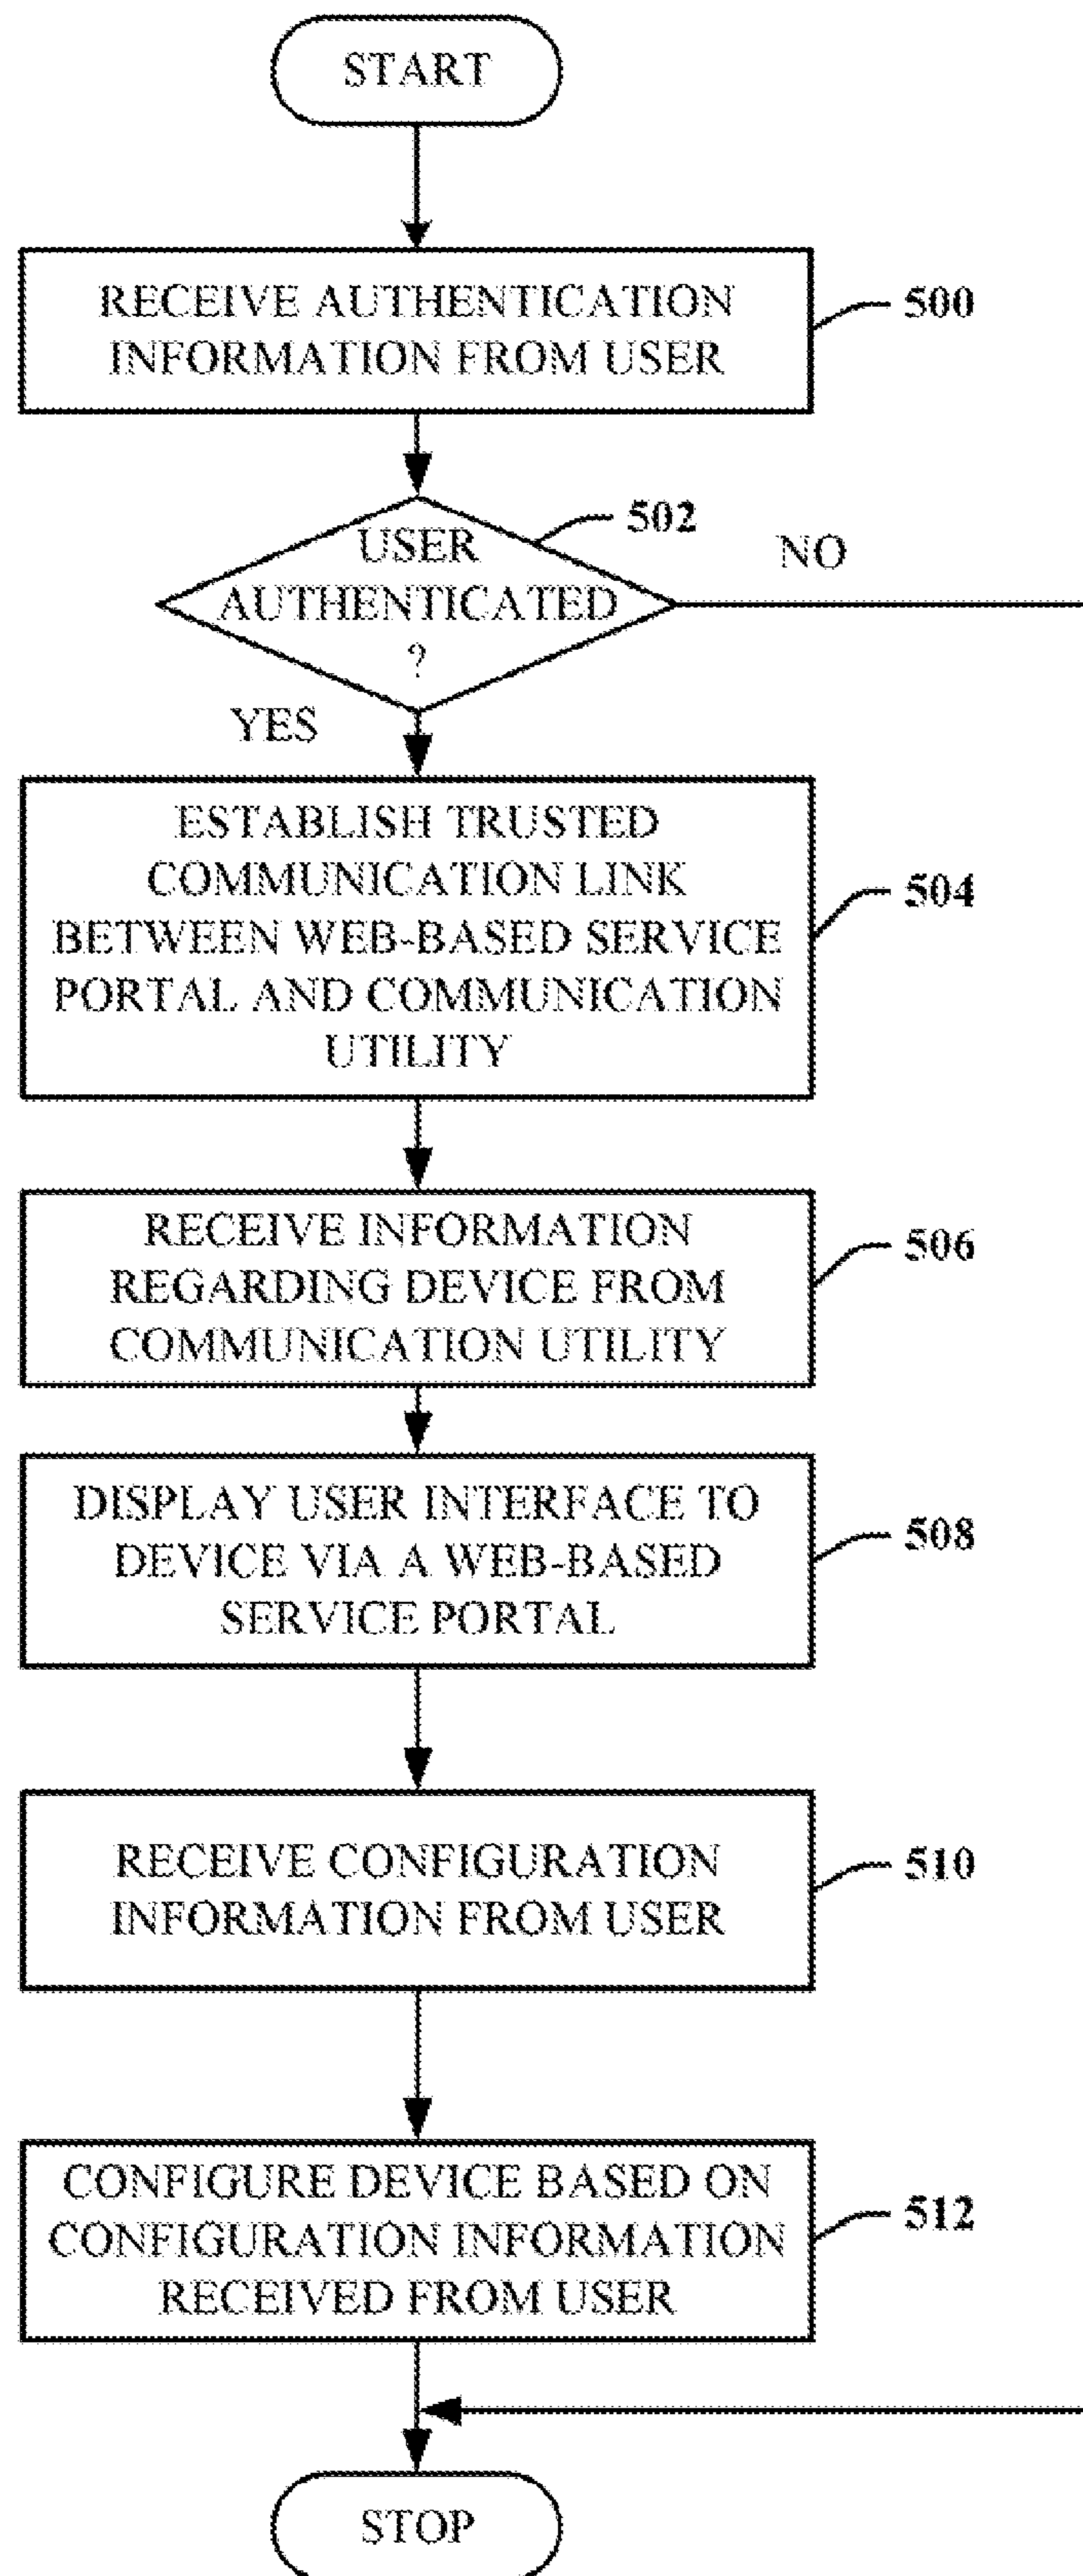 START
RECEIVE AUTHENTICATION
INFORMATION FROM USER
500
502
USER
AUTHENTICATED
?
NO
YES
ESTABLISH TRUSTED
COMMUNICATION LINK
BETWEEN WEB-BASED SERVICE
PORTAL AND COMMUNICATION
UTILITY
504
RECEIVE INFORMATION
REGARDING DEVICE FROM
COMMUNICATION UTILITY
506
DISPLAY USER INTERFACE TO
DEVICE VIA A WEB-BASED
SERVICE PORTAL
508
RECEIVE CONFIGURATION
INFORMATION FROM USER
510
CONFIGURE DEVICE BASED ON
CONFIGURATION INFORMATION
RECEIVED FROM USER
512
STOP